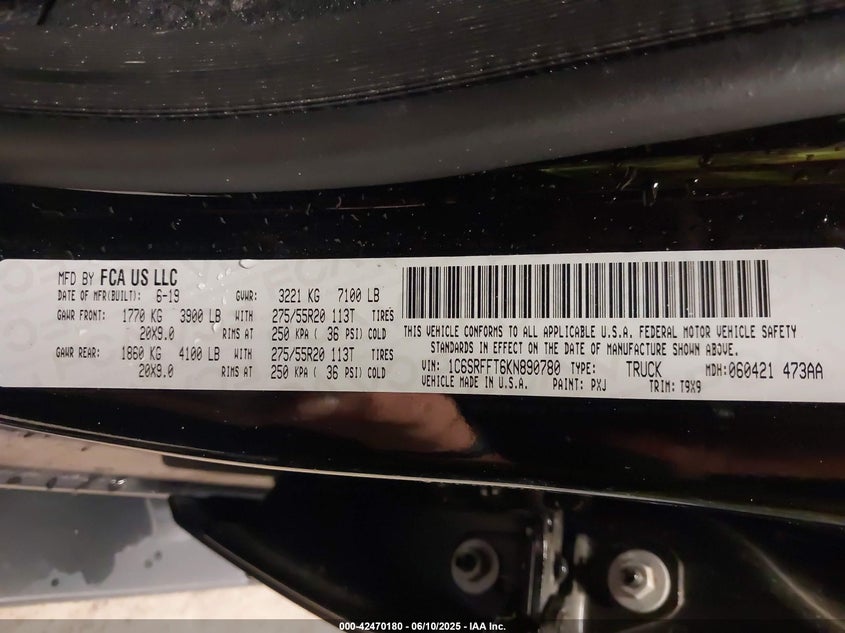 MFD BY FCA US LLC
DATE OF MFR(BUILT): 6-19 GVWR: 3221 KG 7100 LB
GAWR FRONT: 1770 KG 3900 LB WITH 275/55R20 113T TIRES
20X9.0 RIMS AT 250 KPA ( 36 PSI) COLD
GAWR REAR: 1860 KG 4100 LB WITH 275/55R20 113T TIRES
20X9.0 RIMS AT 250 KPA ( 36 PSI) COLD
THIS VEHICLE CONFORMS TO ALL APPLICABLE U.S.A. FEDERAL MOTOR VEHICLE SAFETY
STANDARDS IN EFFECT ON THE DATE OF MANUFACTURE SHOWN ABOVE.
VIN: 1C6SRFFT6KN890780 TYPE: TRUCK MDH: 060421 473AA
VEHICLE MADE IN U.S.A. PAINT: PXJ TRIM: T9X9
000-42470180 - 06/10/2025 - IAA Inc.